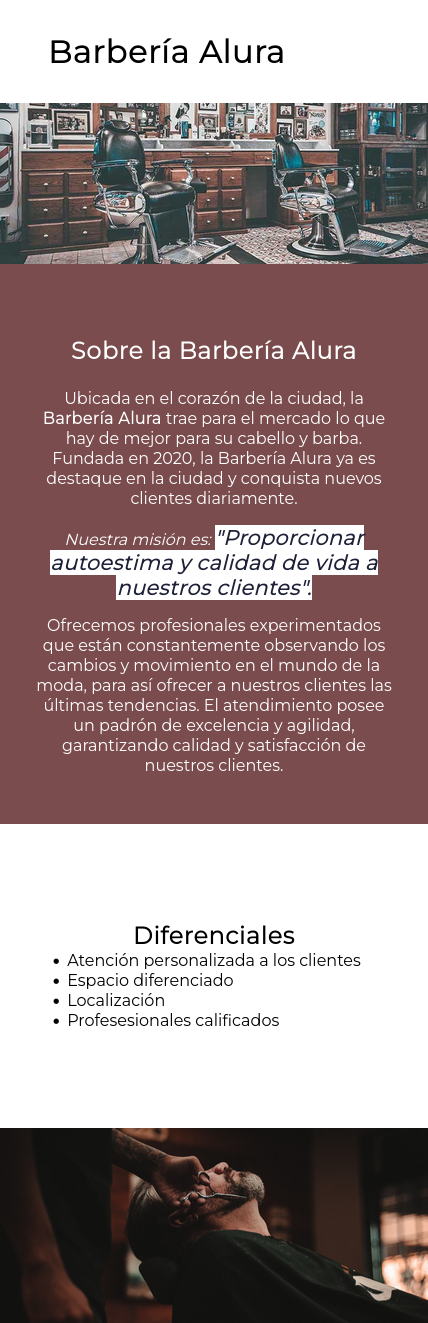 Barbería Alura
Sobre la Barbería Alura
Ubicada en el corazón de la ciudad, la
Barbería Alura trae para el mercado lo que
hay de mejor para su cabello y barba.
Fundada en 2020, la Barbería Alura ya es
destaque en la ciudad y conquista nuevos
clientes diariamente.
Nuestra misión es: "Proporcionar
autoestima y calidad de vida a
nuestros clientes".
Ofrecemos profesionales experimentados
que están constantemente observando los
cambios y movimiento en el mundo de la
moda, para así ofrecer a nuestros clientes las
últimas tendencias. El atendimiento posee
un padrón de excelencia y agilidad,
garantizando calidad y satisfacción de
nuestros clientes.
Diferenciales
• Atención personalizada a los clientes
• Espacio diferenciado
• Localización
• Profesesionales calificados